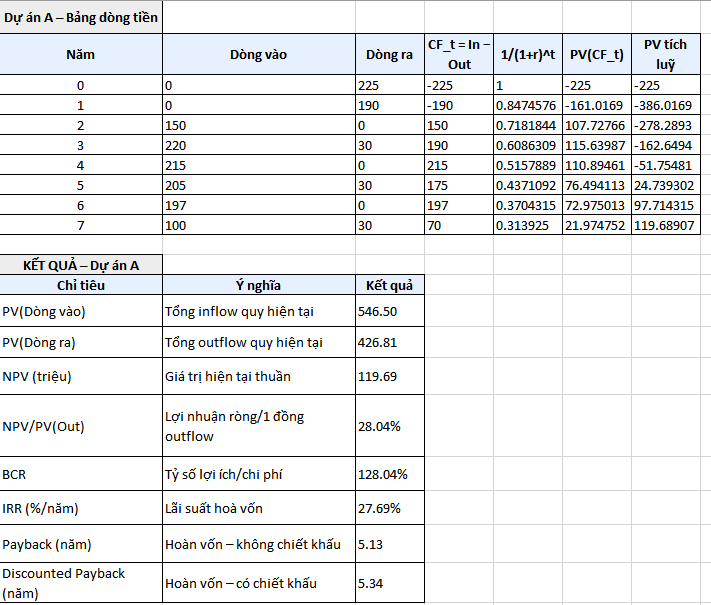 Dự án A – Bảng dòng tiền
Năm Dòng vào Dòng ra CF_t = In – Out 1/(1+r)^t PV(CF_t) PV tích luỹ
0 0 225 -225 1 -225 -225
1 0 190 -190 0.8474576 -161.0169 -386.0169
2 150 0 150 0.7181844 107.72766 -278.2893
3 220 30 190 0.6086309 115.63987 -162.6494
4 215 0 215 0.5157889 110.89461 -51.75481
5 205 30 175 0.4371092 76.494113 24.739302
6 197 0 197 0.3704315 72.975013 97.714315
7 100 30 70 0.313925 21.974752 119.68907
KẾT QUẢ – Dự án A
Chỉ tiêu Ý nghĩa Kết quả
PV(Dòng vào) Tổng inflow quy hiện tại 546.50
PV(Dòng ra) Tổng outflow quy hiện tại 426.81
NPV (triệu) Giá trị hiện tại thuần 119.69
NPV/PV(Out) Lợi nhuận ròng/1 đồng outflow 28.04%
BCR Tỷ số lợi ích/chi phí 128.04%
IRR (%/năm) Lãi suất hoà vốn 27.69%
Payback (năm) Hoàn vốn – không chiết khấu 5.13
Discounted Payback (năm) Hoàn vốn – có chiết khấu 5.34